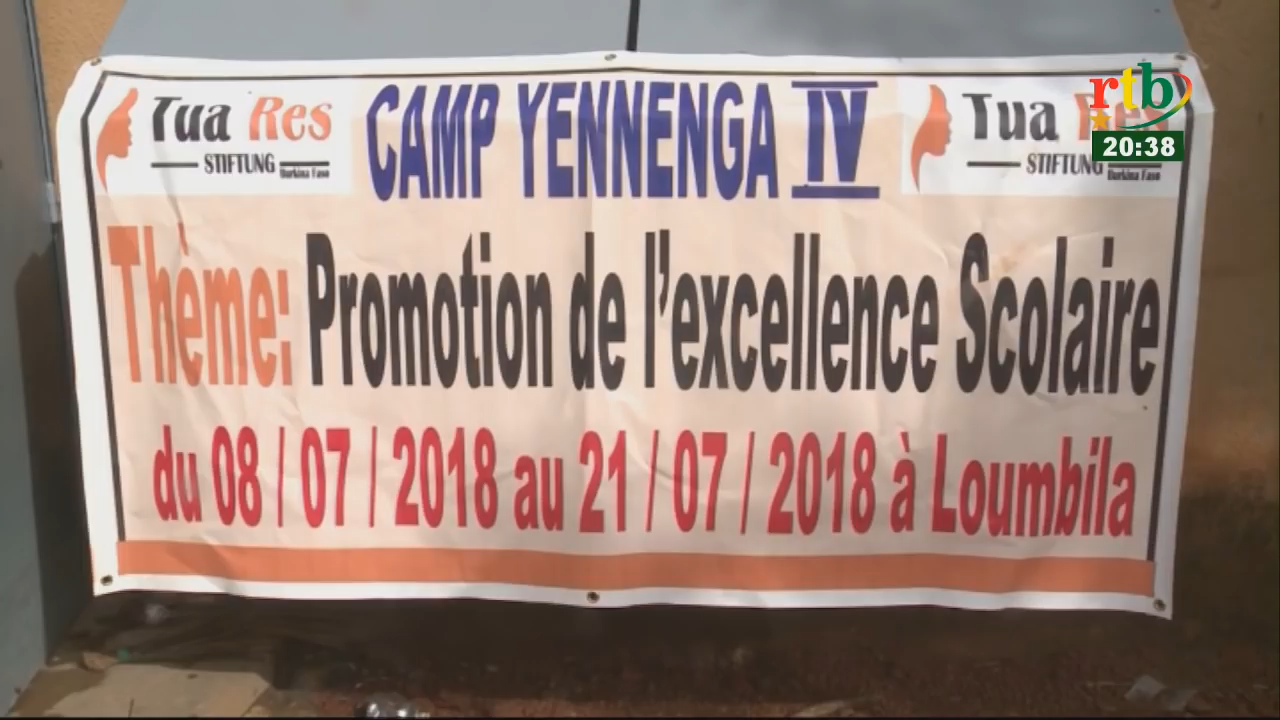 Tua Res
STIFTUNG
Burkina Faso
CAMP YENNENGA IV
Tua Res
STIFTUNG
Burkina Faso
rtb
20:38
Thème: Promotion de l'excellence Scolaire
du 08 / 07 / 2018 au 21 / 07 / 2018 à Loumbila